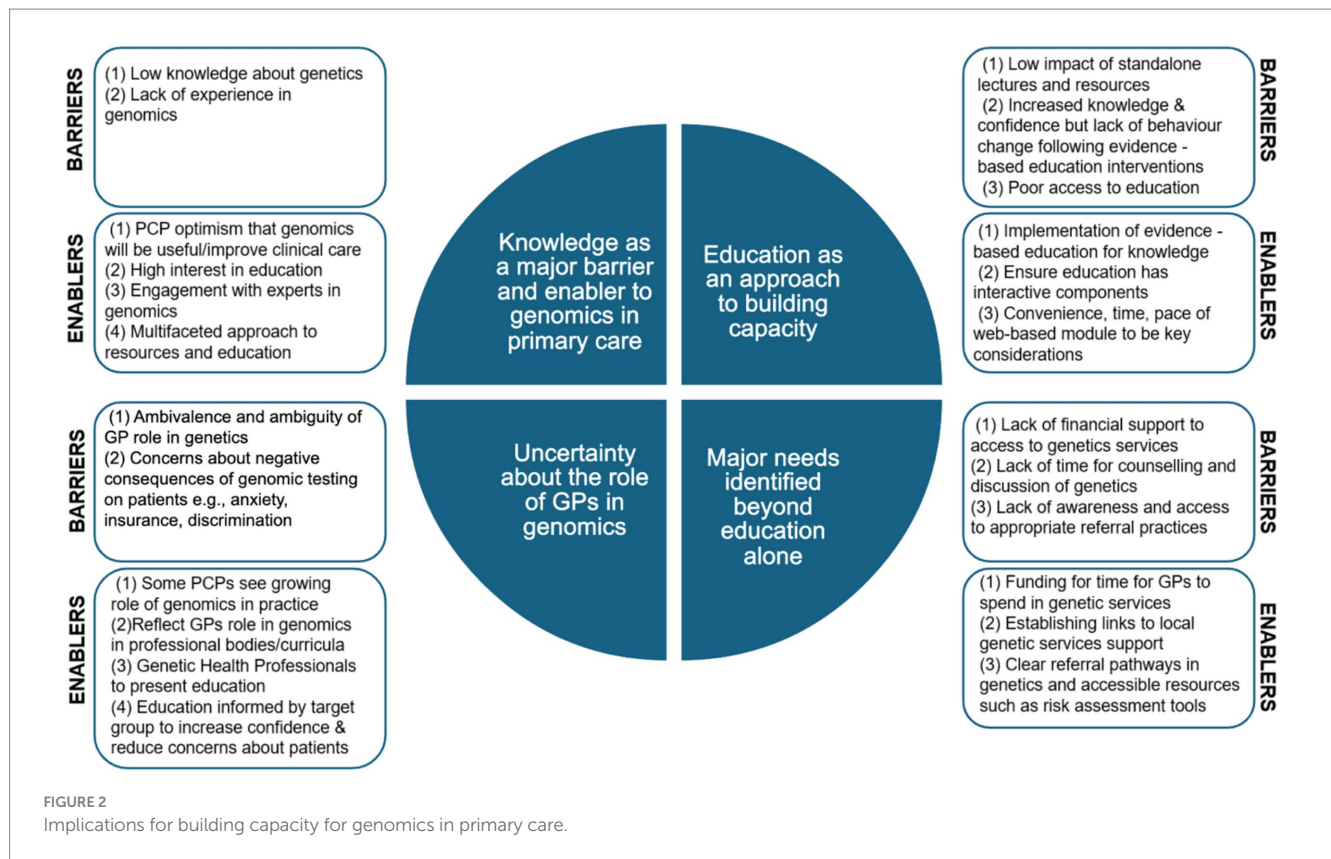 BARRIERS
(1) Low knowledge about genetics
(2) Lack of experience in
genomics
ENABLERS
(1) PCP optimism that genomics
will be useful/improve clinical care
(2) High interest in education
(3) Engagement with experts in
genomics
(4) Multifaceted approach to
resources and education
Knowledge as
a major barrier
and enabler to
genomics in
primary care
Education as
an approach
to building
capacity
BARRIERS
(1) Low impact of standalone
lectures and resources
(2) Increased knowledge &
confidence but lack of behaviour
change following evidence -
based education interventions
(3) Poor access to education
ENABLERS
(1) Implementation of evidence -
based education for knowledge
(2) Ensure education has
interactive components
(3) Convenience, time, pace of
web-based module to be key
considerations
BARRIERS
(1) Ambivalence and ambiguity of
GP role in genetics
(2) Concerns about negative
consequences of genomic testing
on patients e.g., anxiety,
insurance, discrimination
ENABLERS
(1) Some PCPs see growing
role of genomics in practice
(2)Reflect GPs role in genomics
in professional bodies/curricula
(3) Genetic Health Professionals
to present education
(4) Education informed by target
group to increase confidence &
reduce concerns about patients
Uncertainty
about the role
of GPs in
genomics
Major needs
identified
beyond
education
alone
BARRIERS
(1) Lack of financial support to
access to genetics services
(2) Lack of time for counselling and
discussion of genetics
(3) Lack of awareness and access
to appropriate referral practices
ENABLERS
(1) Funding for time for GPs to
spend in genetic services
(2) Establishing links to local
genetic services support
(3) Clear referral pathways in
genetics and accessible resources
such as risk assessment tools
FIGURE 2
Implications for building capacity for genomics in primary care.